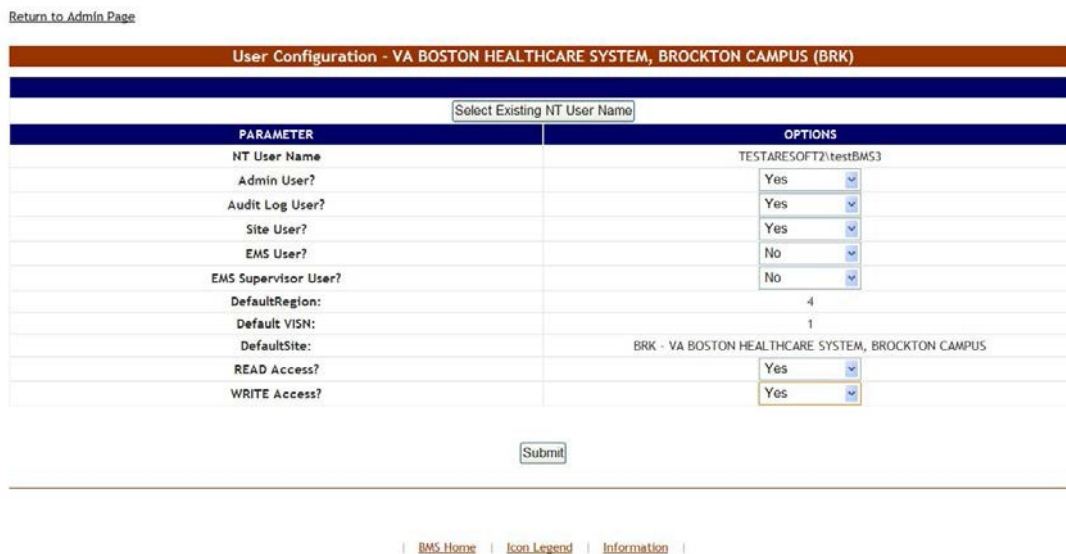 Return to Admin Page
User Configuration - VA BOSTON HEALTHCARE SYSTEM, BROCKTON CAMPUS (BRK)
Select Existing NT User Name
PARAMETER OPTIONS
NT User Name TESTARESOFT2\testBMS3
Admin User? Yes
Audit Log User? Yes
Site User? Yes
EMS User? No
EMS Supervisor User? No
DefaultRegion: 4
Default VISN: 1
DefaultSite: BRK - VA BOSTON HEALTHCARE SYSTEM, BROCKTON CAMPUS
READ Access? Yes
WRITE Access? Yes
Submit
| BMS Home | Icon Legend | Information |